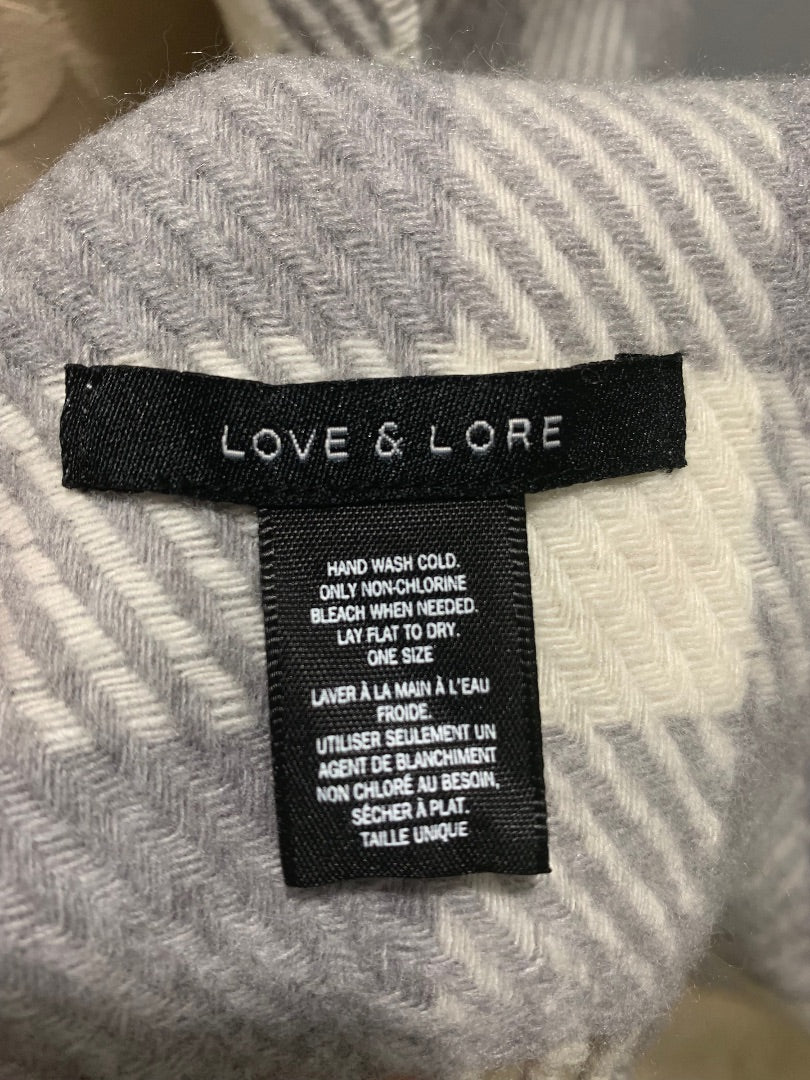 LOVE & LORE
HAND WASH COLD.
ONLY NON-CHLORINE
BLEACH WHEN NEEDED.
LAY FLAT TO DRY.
ONE SIZE
LAVER À LA MAIN À L'EAU
FROIDE.
UTILISER SEULEMENT UN
AGENT DE BLANCHIMENT
NON CHLORÉ AU BESOIN,
SÉCHER À PLAT.
TAILLE UNIQUE